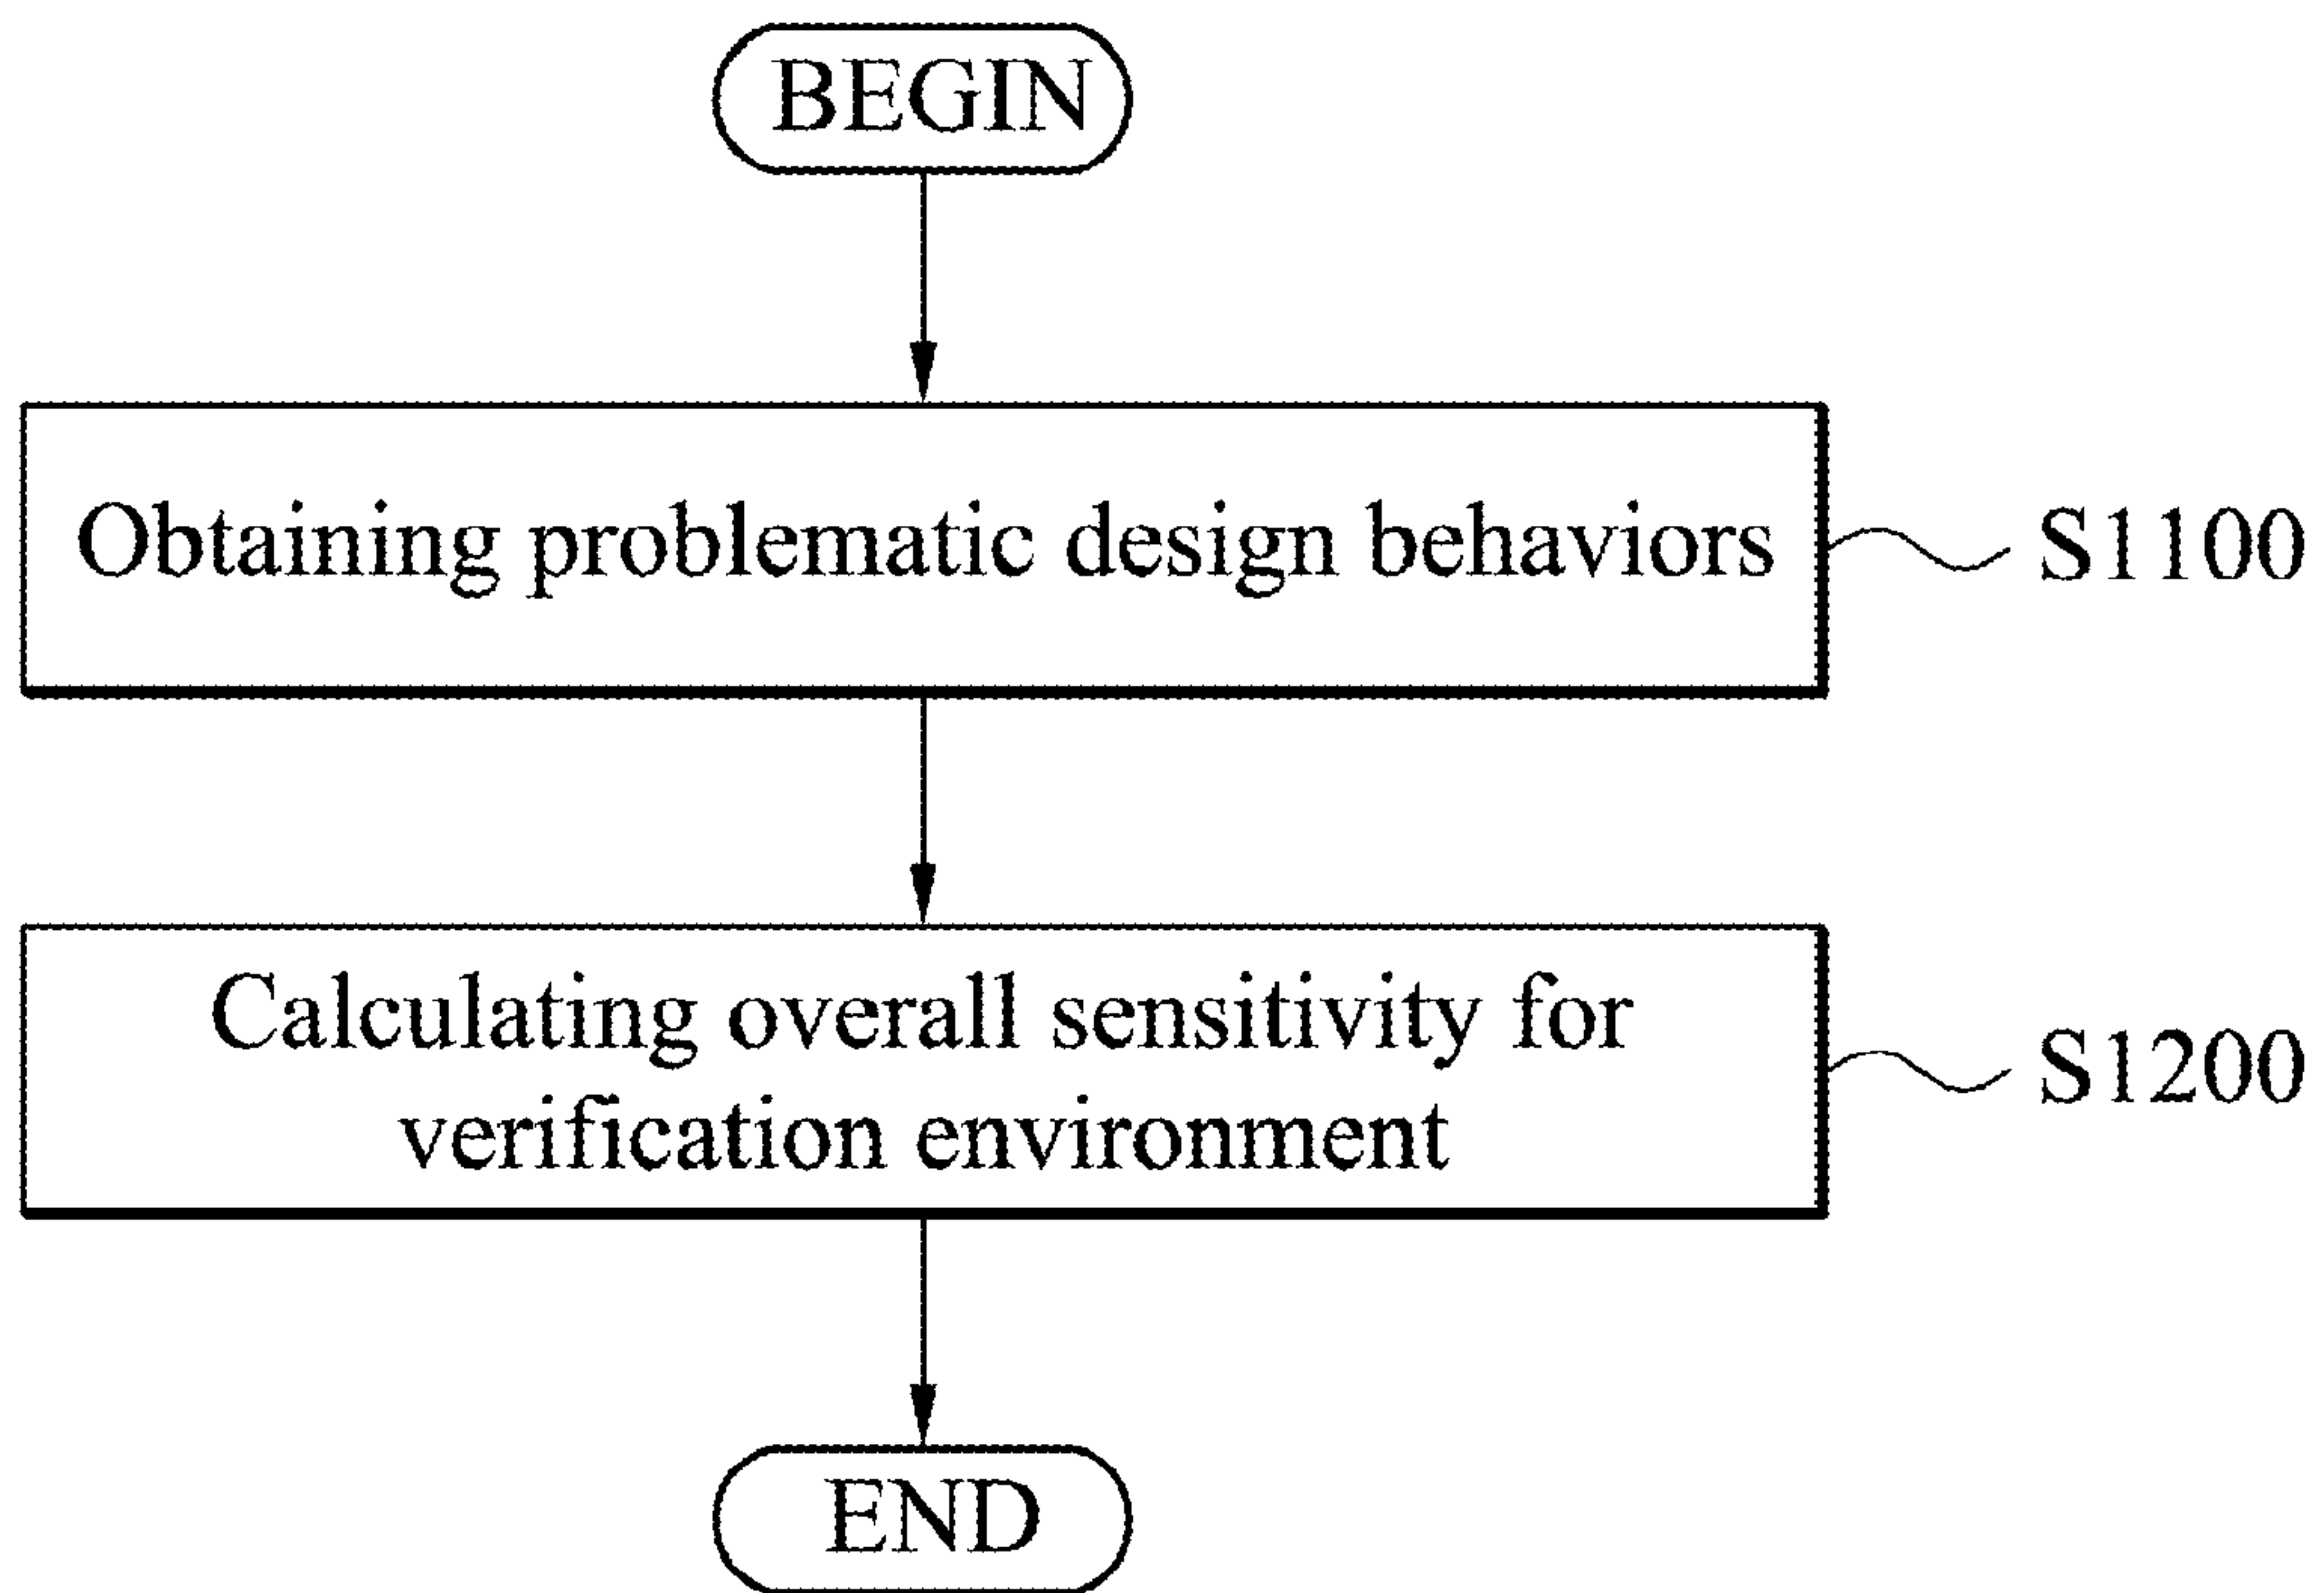 BEGIN
Obtaining problematic design behaviors
S1100
Calculating overall sensitivity for
verification environment
S1200
END